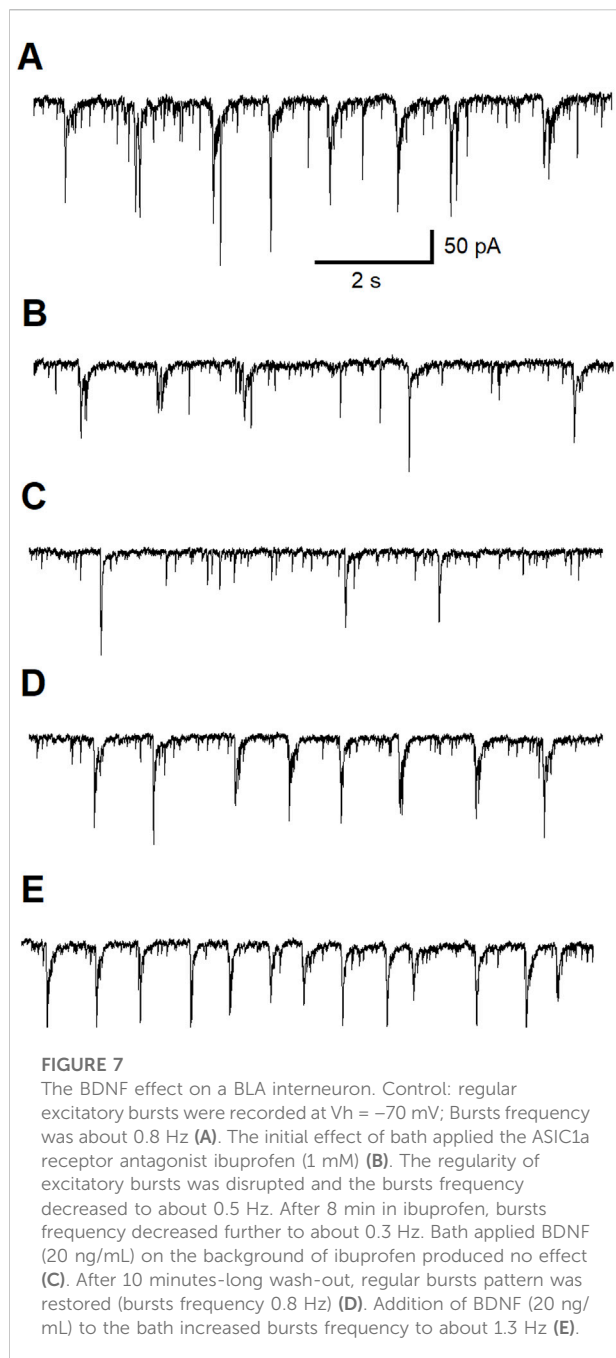 A
50 pA
2 s
B
C
D
E
FIGURE 7
The BDNF effect on a BLA interneuron. Control: regular
excitatory bursts were recorded at Vh = −70 mV; Bursts frequency
was about 0.8 Hz (A). The initial effect of bath applied the ASIC1a
receptor antagonist ibuprofen (1 mM) (B). The regularity of
excitatory bursts was disrupted and the bursts frequency
decreased to about 0.5 Hz. After 8 min in ibuprofen, bursts
frequency decreased further to about 0.3 Hz. Bath applied BDNF
(20 ng/mL) on the background of ibuprofen produced no effect
(C). After 10 minutes-long wash-out, regular bursts pattern was
restored (bursts frequency 0.8 Hz) (D). Addition of BDNF (20 ng/
mL) to the bath increased bursts frequency to about 1.3 Hz (E).